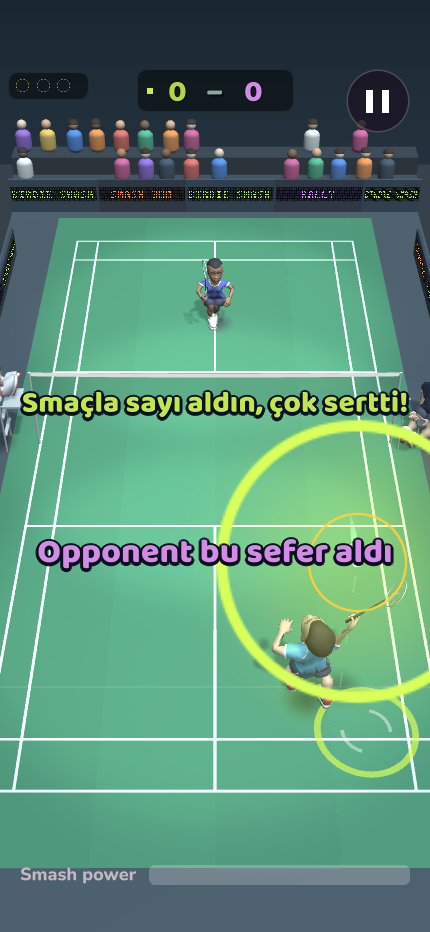 0 – 0
BIRDIE SMASH
SMASH HIT
BIRDIE SMASH
RALLY
Smaçla sayı aldın, çok sertti!
Opponent bu sefer aldı
Smash power